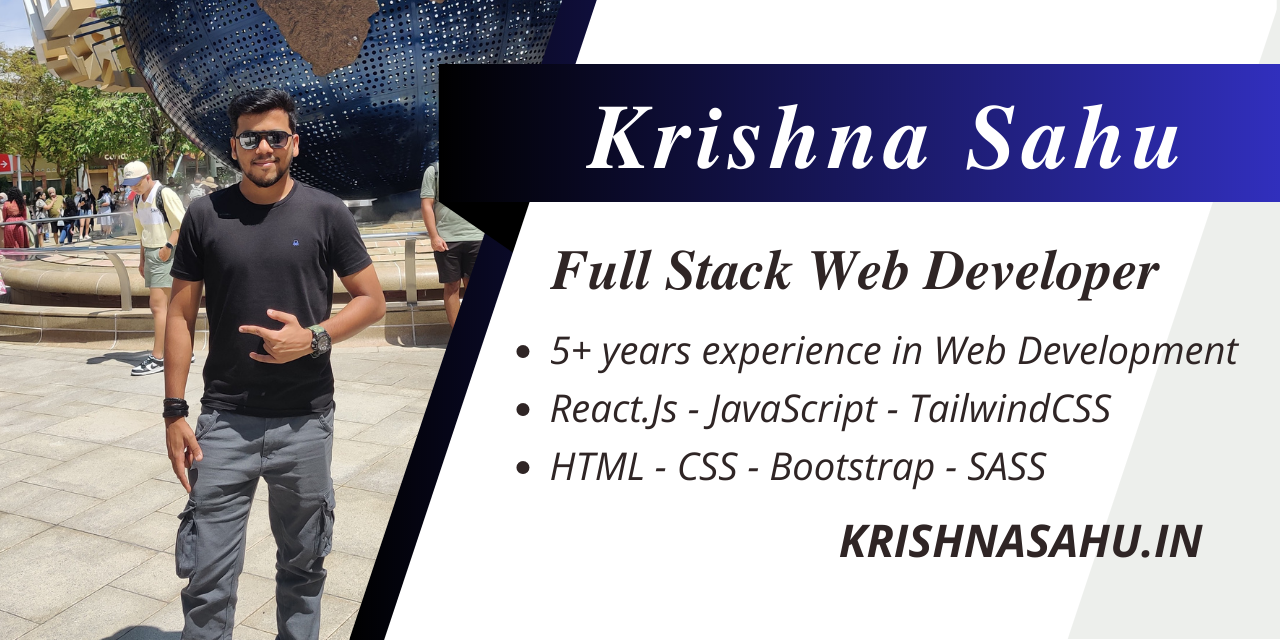 Krishna Sahu
Full Stack Web Developer
5+ years experience in Web Development
React.Js - JavaScript - TailwindCSS
HTML - CSS - Bootstrap - SASS
KRISHNASAHU.IN